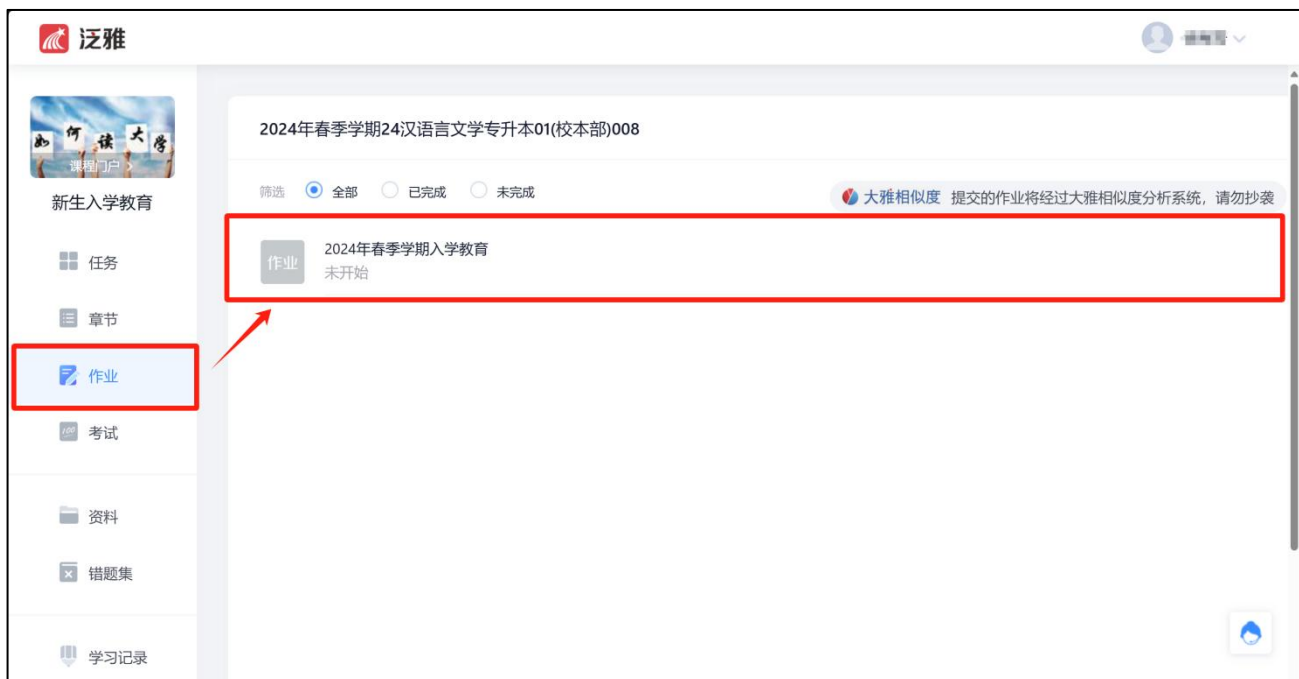 泛雅
如何读大学
课程门户 >
新生入学教育
任务
章节
作业
考试
资料
错题集
学习记录
2024年春季学期24汉语言文学专升本01(校本部)008
筛选 全部 已完成 未完成
大雅相似度 提交的作业将经过大雅相似度分析系统，请勿抄袭
作业
2024年春季学期入学教育
未开始